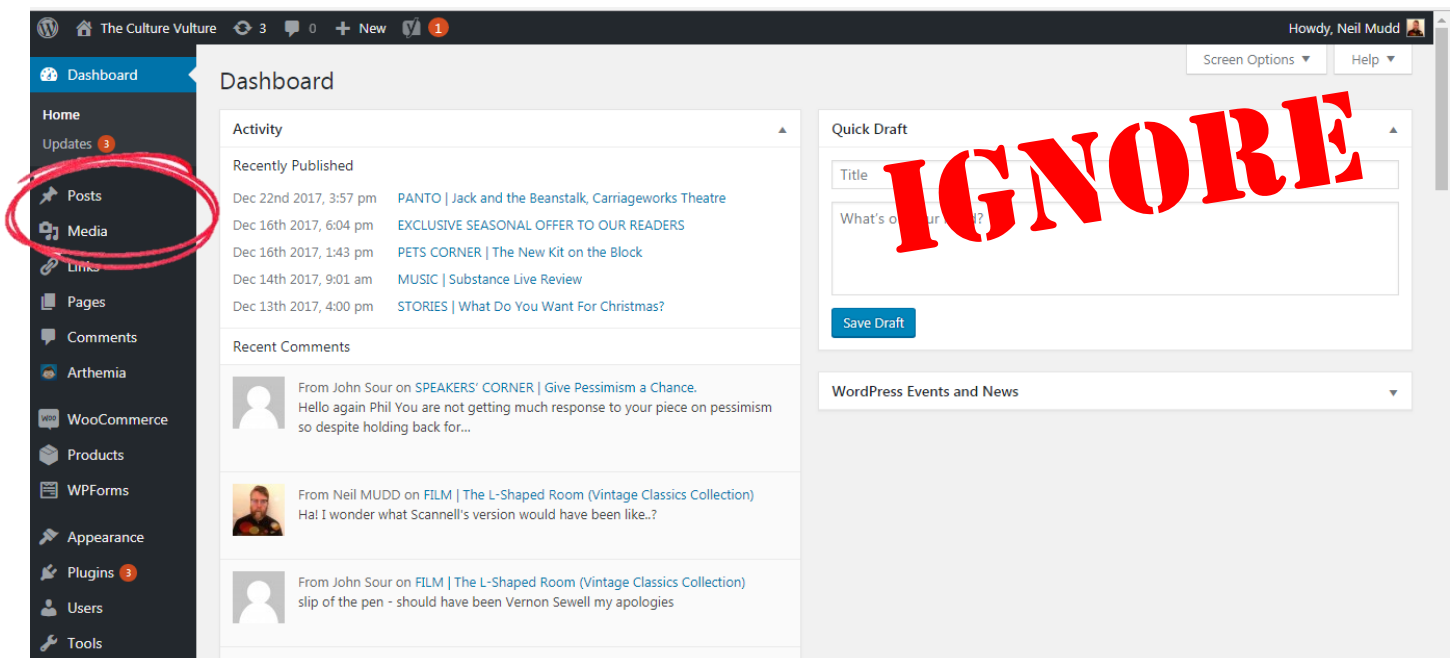 The Culture Vulture 3 0 New 1 Howdy, Neil Mudd
Screen Options Help
Dashboard
Home
Updates 3
Posts
Media
Links
Pages
Comments
Arthemia
WooCommerce
Products
WPForms
Appearance
Plugins 3
Users
Tools
Dashboard
Activity
Recently Published
Dec 22nd 2017, 3:57 pm PANTO | Jack and the Beanstalk, Carriageworks Theatre
Dec 16th 2017, 6:04 pm EXCLUSIVE SEASONAL OFFER TO OUR READERS
Dec 16th 2017, 1:43 pm PETS CORNER | The New Kit on the Block
Dec 14th 2017, 9:01 am MUSIC | Substance Live Review
Dec 13th 2017, 4:00 pm STORIES | What Do You Want For Christmas?
Recent Comments
From John Sour on SPEAKERS' CORNER | Give Pessimism a Chance.
Hello again Phil You are not getting much response to your piece on pessimism
so despite holding back for...
From Neil MUDD on FILM | The L-Shaped Room (Vintage Classics Collection)
Ha! I wonder what Scannell's version would have been like..?
From John Sour on FILM | The L-Shaped Room (Vintage Classics Collection)
slip of the pen - should have been Vernon Sewell my apologies
Quick Draft
Title
What's on your mind?
IGNORE
Save Draft
WordPress Events and News